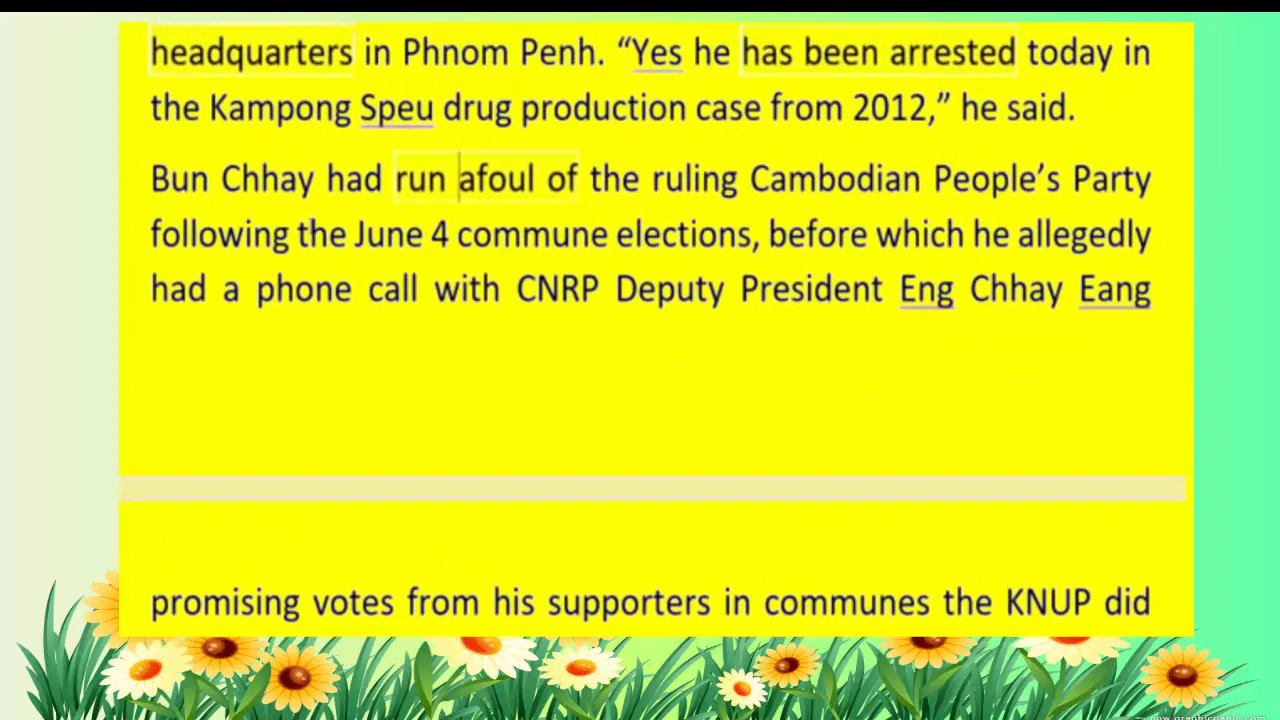 headquarters in Phnom Penh. “Yes he has been arrested today in
the Kampong Speu drug production case from 2012,” he said.
Bun Chhay had run afoul of the ruling Cambodian People’s Party
following the June 4 commune elections, before which he allegedly
had a phone call with CNRP Deputy President Eng Chhay Eang
promising votes from his supporters in communes the KNUP did